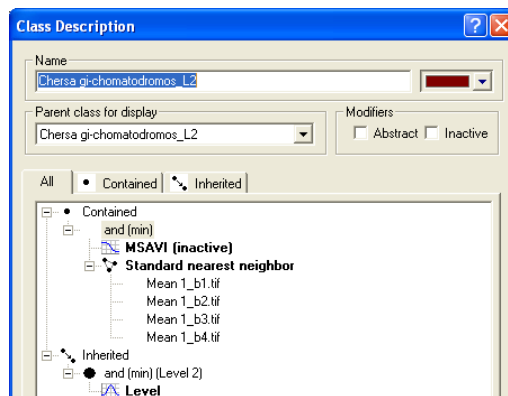 Class Description
Name
Chersa gi-chomatodromos_L2
Parent class for display
Modifiers
Chersa gi-chomatodromos_L2
Abstract
Inactive
All
Contained
Inherited
Contained
and (min)
MSAVI (inactive)
Standard nearest neighbor
Mean 1_b1.tif
Mean 1_b2.tif
Mean 1_b3.tif
Mean 1_b4.tif
Inherited
and (min) (Level 2)
Level